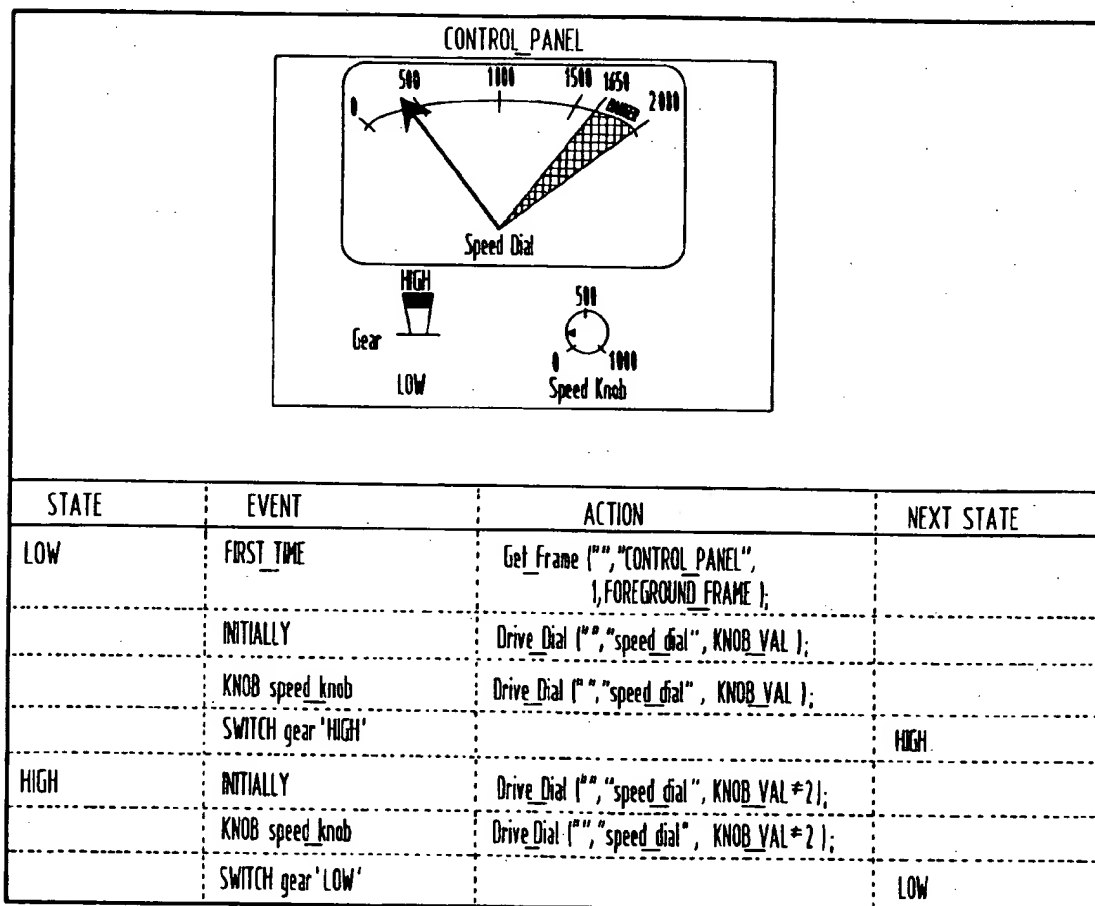 CONTROL_PANEL
0 500 1000 1500 1650 2000
DANGER
Speed Dial
HIGH
Gear
LOW
500
0 1000
Speed Knob
STATE EVENT ACTION NEXT STATE
LOW FIRST_TIME Get_Frame ("","CONTROL_PANEL",
1,FOREGROUND_FRAME );
INITIALLY Drive_Dial ("","speed_dial", KNOB_VAL );
KNOB speed_knob Drive_Dial ("","speed_dial", KNOB_VAL );
SWITCH gear 'HIGH' HIGH
HIGH INITIALLY Drive_Dial ("","speed_dial", KNOB_VAL *2);
KNOB speed_knob Drive_Dial ("","speed_dial", KNOB_VAL*2 );
SWITCH gear 'LOW' LOW